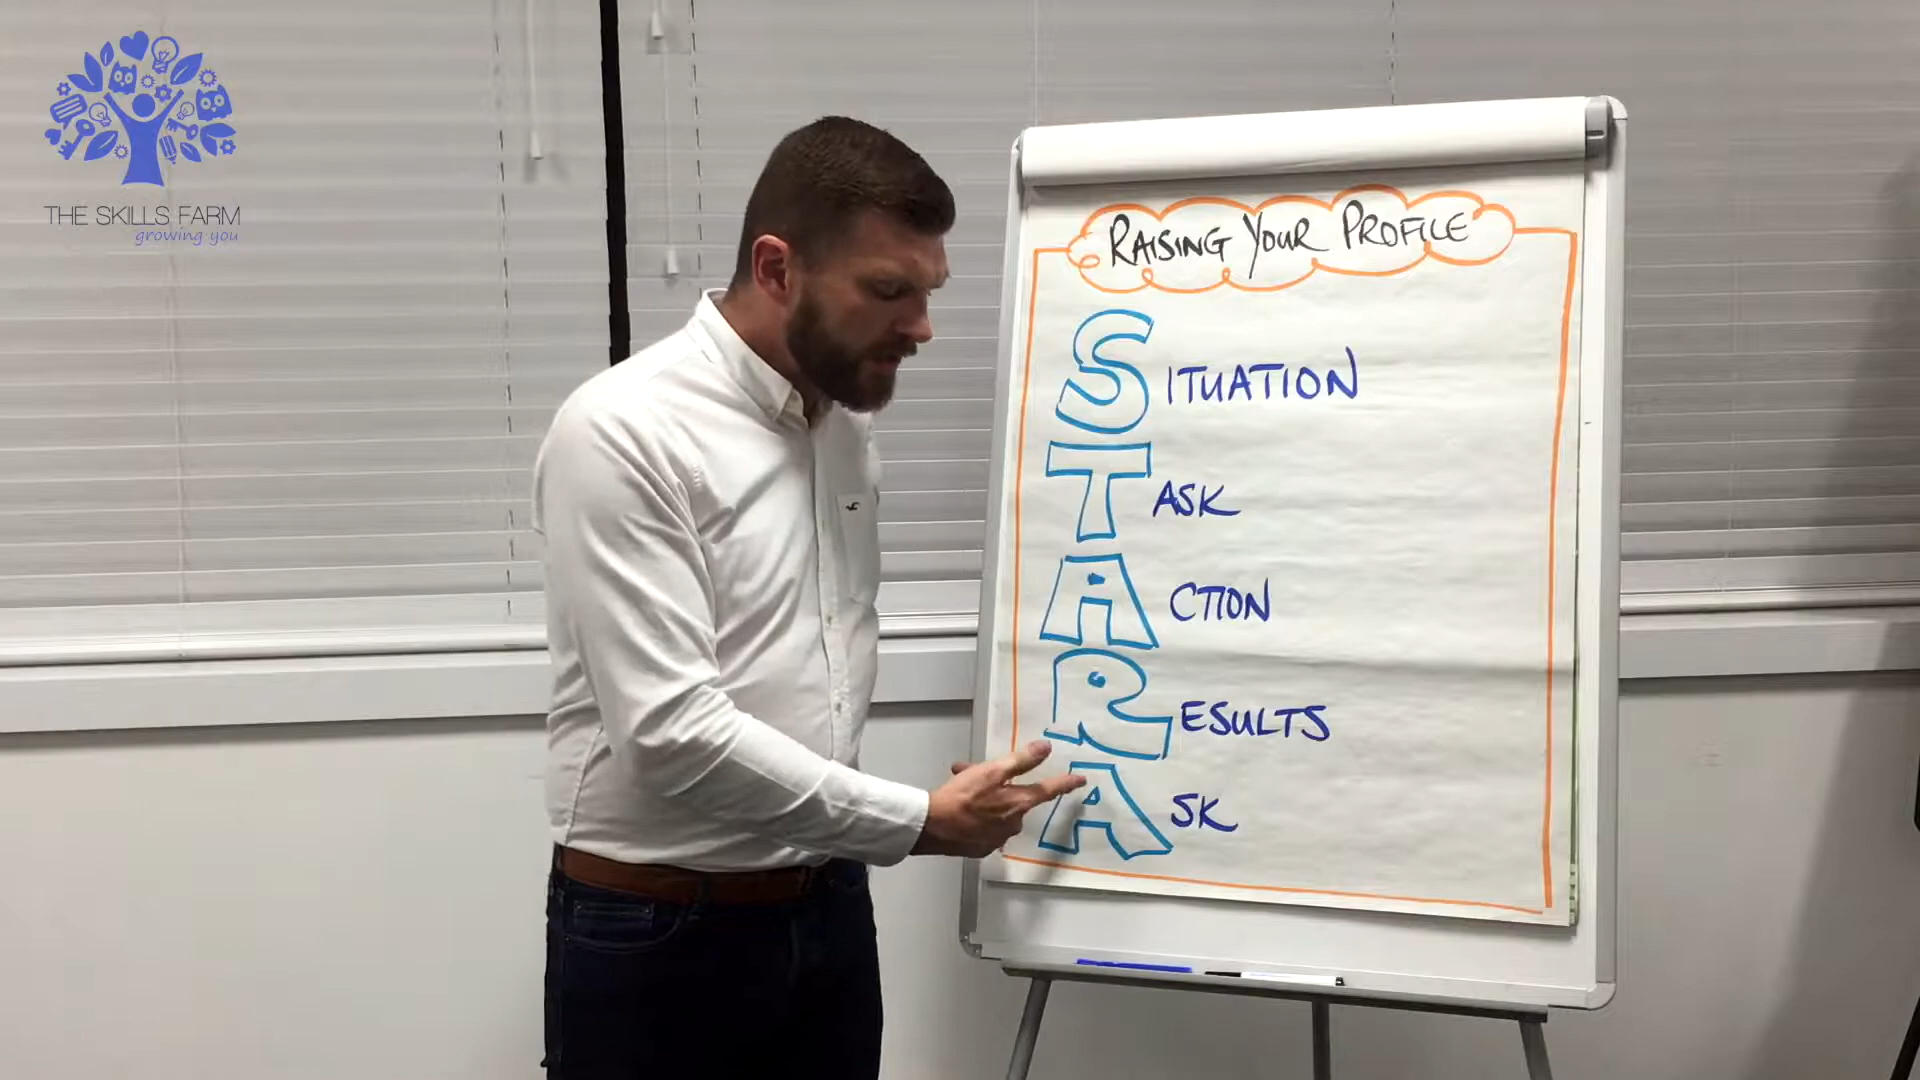 THE SKILLS FARM
growing you
RAISING YOUR PROFILE
SITUATION
TASK
ACTION
RESULTS
ASK